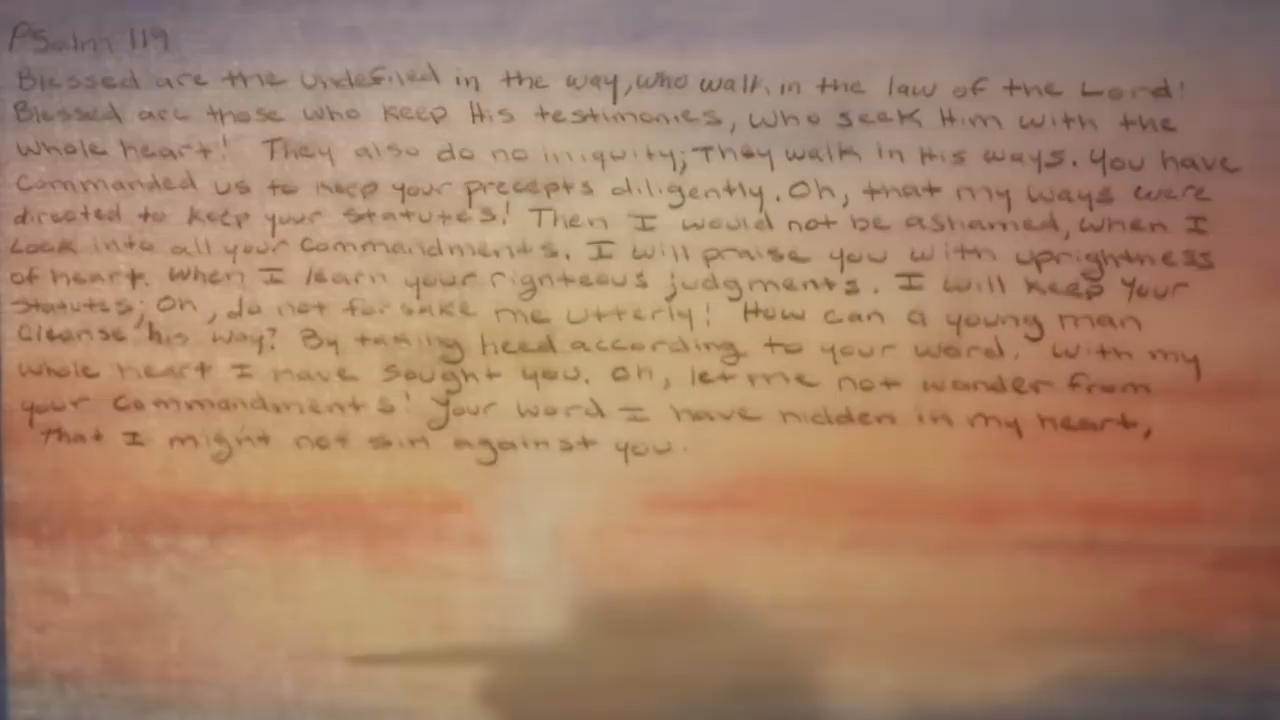 Psalm 119
Blessed are the undefiled in the way, who walk in the law of the Lord!
Blessed are those who keep His testimonies, who seek Him with the
whole heart! They also do no iniquity; They walk in His ways. You have
Commanded us to keep your precepts diligently. Oh, that my ways were
directed to keep your statutes! Then I would not be ashamed, when I
Look into all your Commandments. I will praise you with uprightness
of heart. When I learn your righteous judgments. I will keep Your
Statutes; Oh, do not forsake me utterly! How can a young man
Cleanse his way? By taking heed according to your word. With my
whole heart I have sought you. Oh, let me not wander from
your Commandments! Your word I have hidden in my heart,
That I might not sin against you.